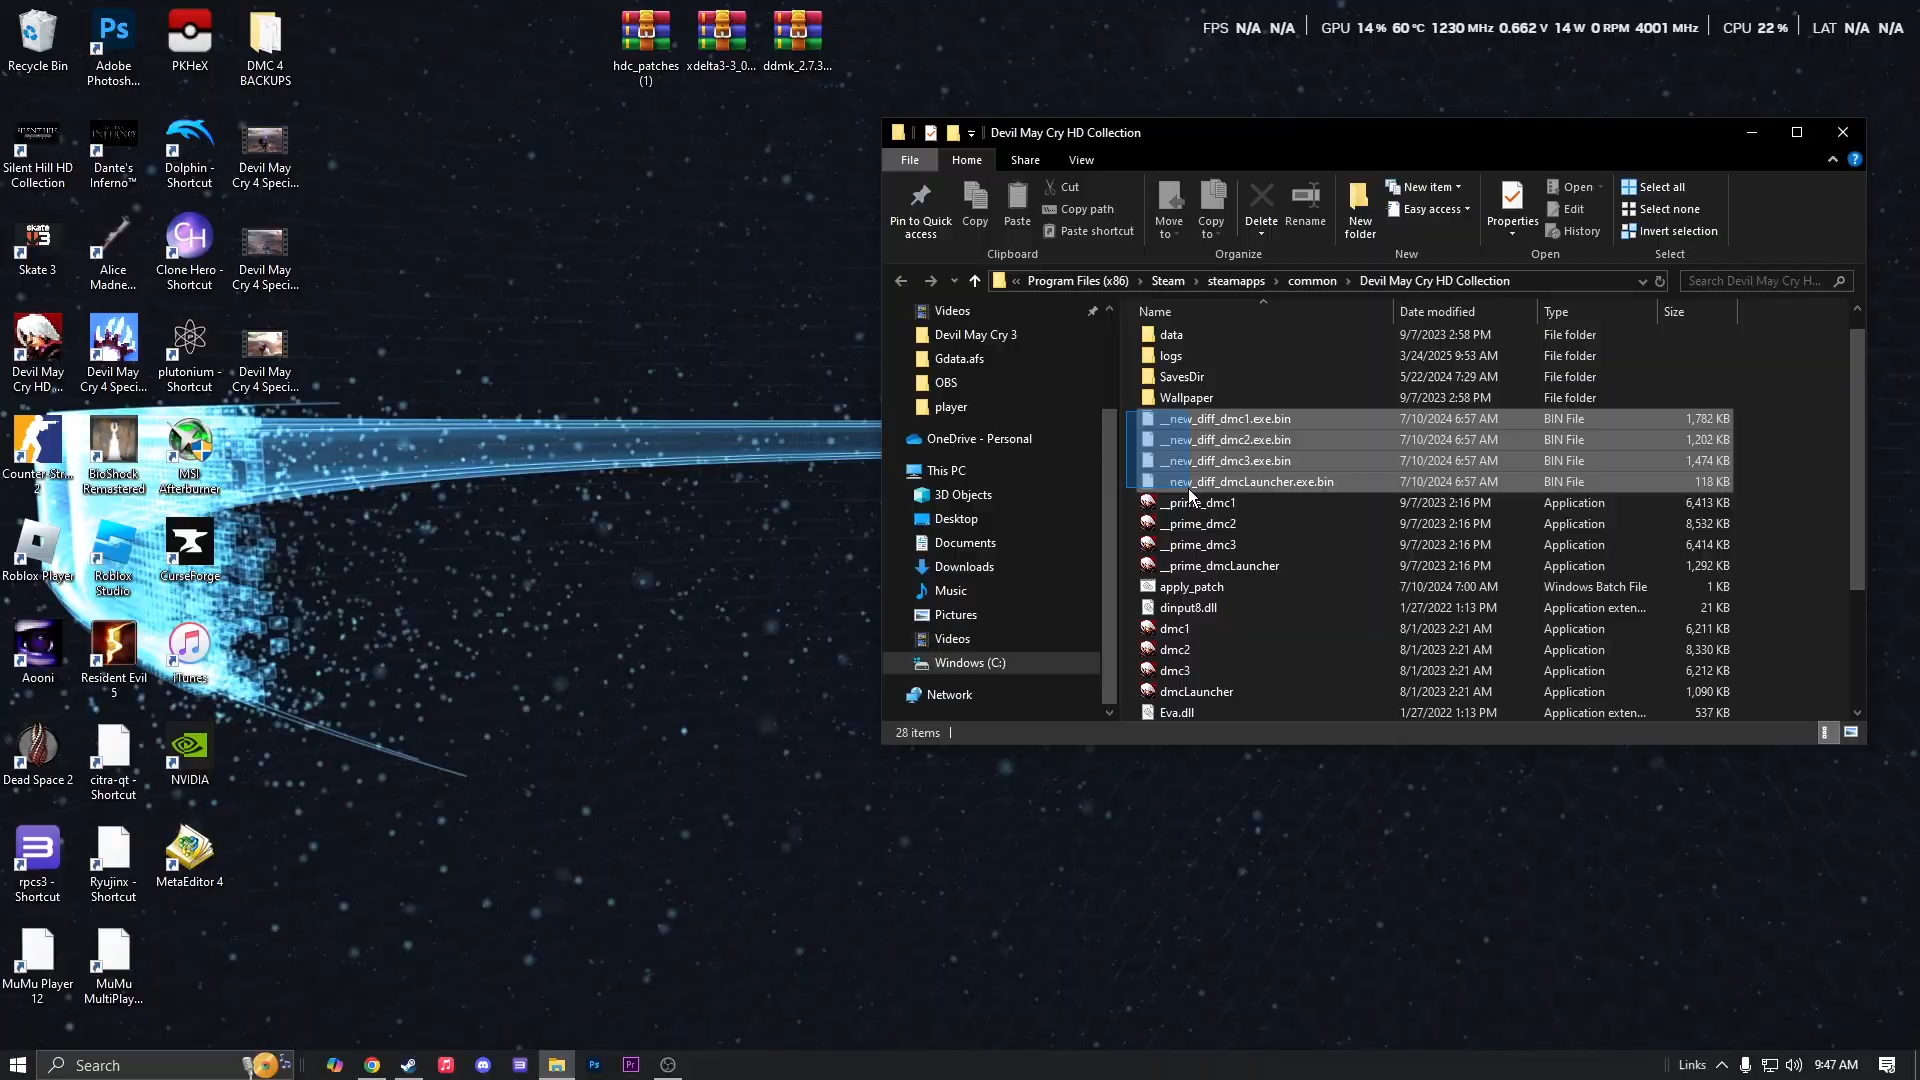 FPS N/A N/A GPU 14 % 60 °C 1230 MHz 0.662 V 14 W 0 RPM 4001 MHz CPU 22 % LAT N/A N/A
Recycle Bin
Adobe
Photosh...
PKHeX
DMC 4
BACKUPS
hdc_patches
(1)
xdelta3-3_0...
ddmk_2.7.3...
Silent Hill HD
Collection
Dante's
Inferno™
Dolphin -
Shortcut
Devil May
Cry 4 Speci...
Skate 3
Alice
Madne...
Clone Hero -
Shortcut
Devil May
Cry 4 Speci...
Devil May
Cry HD ...
Devil May
Cry 4 Speci...
plutonium -
Shortcut
Devil May
Cry 4 Speci...
Counter-Str...
2
BioShock
Remastered
MSI
Afterburner
Roblox Player
Roblox
Studio
CurseForge
Aooni
Resident Evil
5
iTunes
Dead Space 2
citra-qt -
Shortcut
NVIDIA
rpcs3 -
Shortcut
Ryujinx -
Shortcut
MetaEditor 4
MuMu Player
12
MuMu
MultiPlay...
Devil May Cry HD Collection
File Home Share View
Pin to Quick
access
Copy
Paste
Cut
Copy path
Paste shortcut
Move
to
Copy
to
Delete
Rename
New
folder
New item
Easy access
Properties
Open
Edit
History
Select all
Select none
Invert selection
Clipboard Organize New Open Select
« Program Files (x86) › Steam › steamapps › common › Devil May Cry HD Collection
Search Devil May Cry H...
Videos
Devil May Cry 3
Gdata.afs
OBS
player
OneDrive - Personal
This PC
3D Objects
Desktop
Documents
Downloads
Music
Pictures
Videos
Windows (C:)
Network
Name Date modified Type Size
data 9/7/2023 2:58 PM File folder
logs 3/24/2025 9:53 AM File folder
SavesDir 5/22/2024 7:29 AM File folder
Wallpaper 9/7/2023 2:58 PM File folder
__new_diff_dmc1.exe.bin 7/10/2024 6:57 AM BIN File 1,782 KB
__new_diff_dmc2.exe.bin 7/10/2024 6:57 AM BIN File 1,202 KB
__new_diff_dmc3.exe.bin 7/10/2024 6:57 AM BIN File 1,474 KB
__new_diff_dmcLauncher.exe.bin 7/10/2024 6:57 AM BIN File 118 KB
__prime_dmc1 9/7/2023 2:16 PM Application 6,413 KB
__prime_dmc2 9/7/2023 2:16 PM Application 8,532 KB
__prime_dmc3 9/7/2023 2:16 PM Application 6,414 KB
__prime_dmcLauncher 9/7/2023 2:16 PM Application 1,292 KB
apply_patch 7/10/2024 7:00 AM Windows Batch File 1 KB
dinput8.dll 1/27/2022 1:13 PM Application exten... 21 KB
dmc1 8/1/2023 2:21 AM Application 6,211 KB
dmc2 8/1/2023 2:21 AM Application 8,330 KB
dmc3 8/1/2023 2:21 AM Application 6,212 KB
dmcLauncher 8/1/2023 2:21 AM Application 1,090 KB
Eva.dll 1/27/2022 1:13 PM Application exten... 537 KB
28 items
Search
Links
9:47 AM